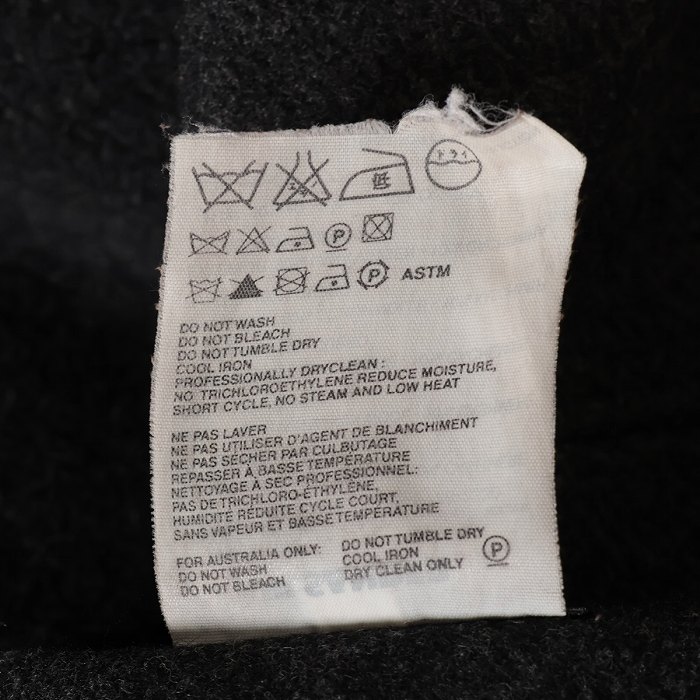 低 ドライ
P
P ASTM
DO NOT WASH
DO NOT BLEACH
DO NOT TUMBLE DRY
COOL IRON
PROFESSIONALLY DRYCLEAN :
NO TRICHLOROETHYLENE REDUCE MOISTURE,
SHORT CYCLE, NO STEAM AND LOW HEAT
NE PAS LAVER
NE PAS UTILISER D'AGENT DE BLANCHIMENT
NE PAS SÉCHER PAR CULBUTAGE
REPASSER À BASSE TEMPÉRATURE
NETTOYAGE À SEC PROFESSIONNEL:
PAS DE TRICHLORO-ÉTHYLÈNE,
HUMIDITÉ RÉDUITE CYCLE COURT,
SANS VAPEUR ET BASSE TEMPÉRATURE
FOR AUSTRALIA ONLY: DO NOT TUMBLE DRY
DO NOT WASH COOL IRON P
DO NOT BLEACH DRY CLEAN ONLY